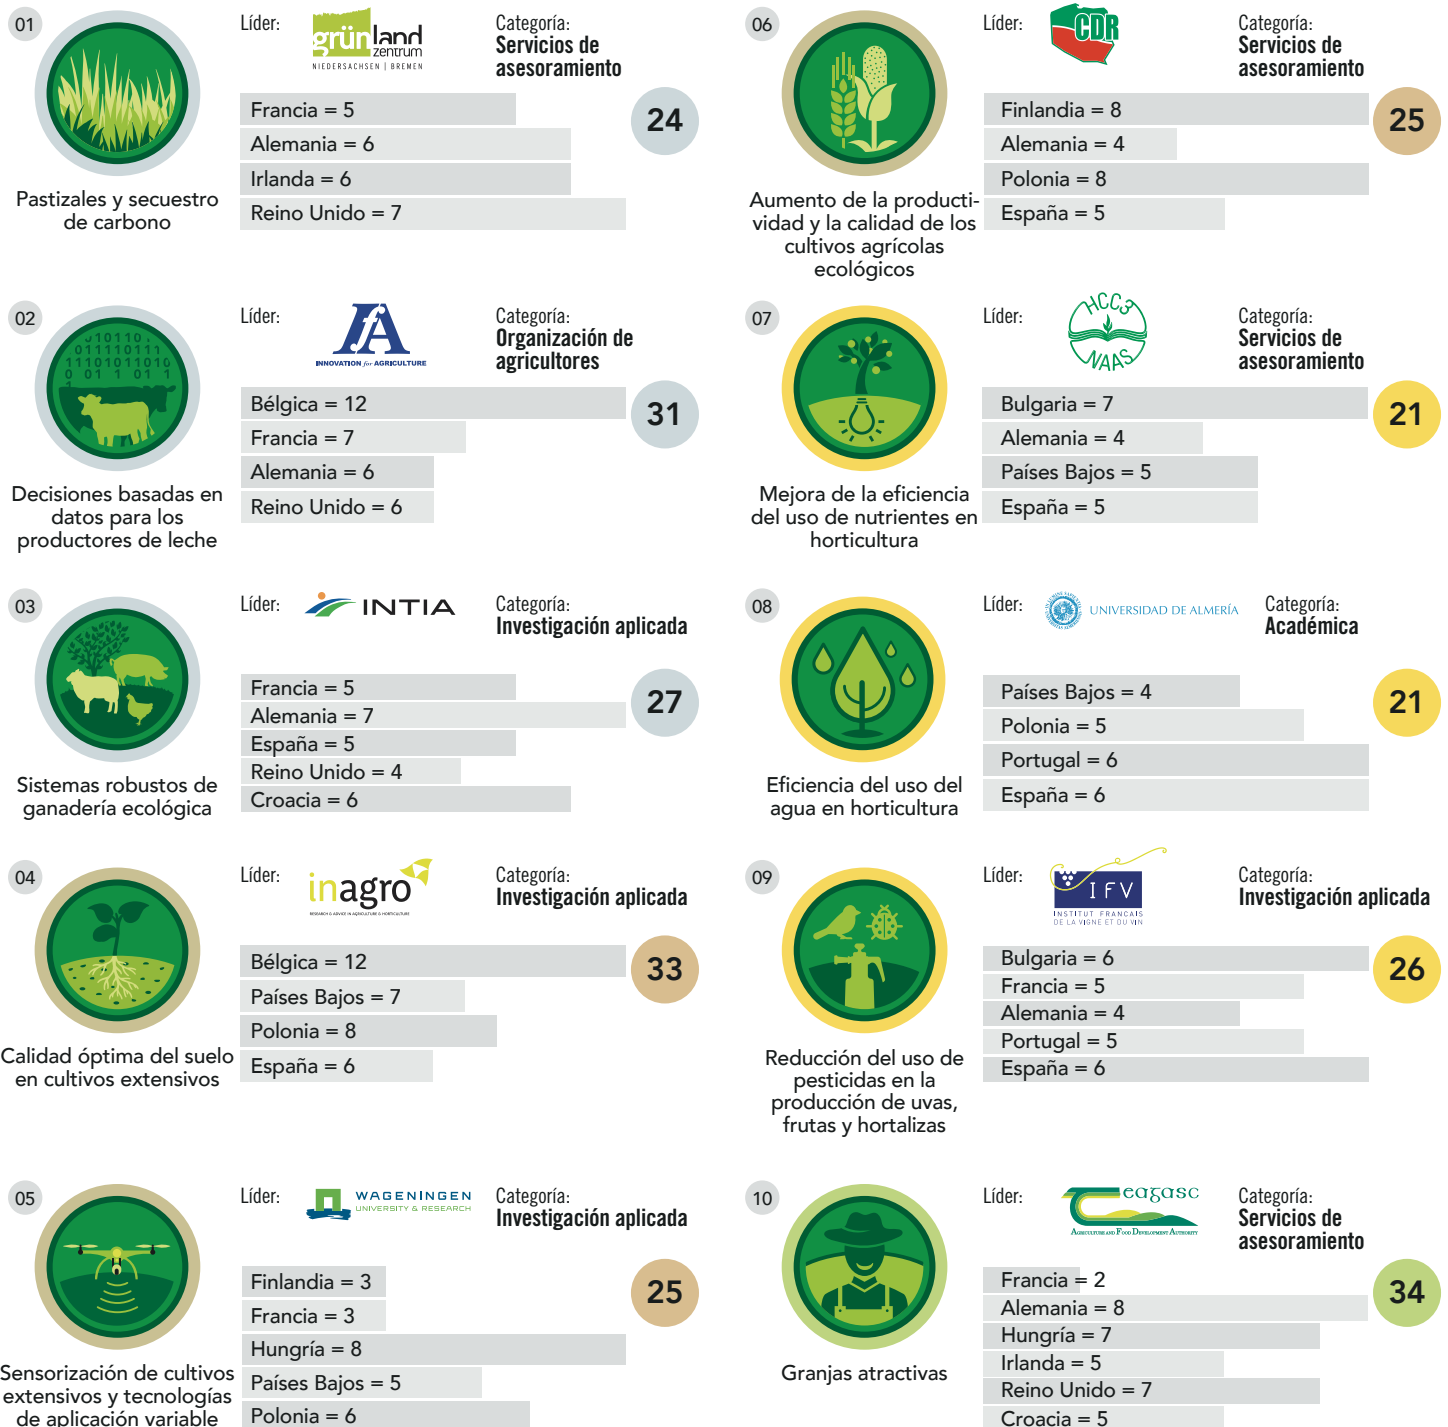 01
Líder:
grünland
zentrum
NIEDERSACHSEN | BREMEN
Categoría:
Servicios de
asesoramiento
Francia = 5
Alemania = 6
Irlanda = 6
Reino Unido = 7
24
Pastizales y secuestro
de carbono
02
Líder:
fA
INNOVATION for AGRICULTURE
Categoría:
Organización de
agricultores
Bélgica = 12
Francia = 7
Alemania = 6
Reino Unido = 6
31
Decisiones basadas en
datos para los
productores de leche
03
Líder:
INTIA
Categoría:
Investigación aplicada
Francia = 5
Alemania = 7
España = 5
Reino Unido = 4
Croacia = 6
27
Sistemas robustos de
ganadería ecológica
04
Líder:
inagro
RESEARCH & ADVICE IN AGRICULTURE & HORTICULTURE
Categoría:
Investigación aplicada
Bélgica = 12
Países Bajos = 7
Polonia = 8
España = 6
33
Calidad óptima del suelo
en cultivos extensivos
05
Líder:
WAGENINGEN
UNIVERSITY & RESEARCH
Categoría:
Investigación aplicada
Finlandia = 3
Francia = 3
Hungría = 8
Países Bajos = 5
Polonia = 6
25
Sensorización de cultivos
extensivos y tecnologías
de aplicación variable
06
Líder:
CDR
Categoría:
Servicios de
asesoramiento
Finlandia = 8
Alemania = 4
Polonia = 8
España = 5
25
Aumento de la producti-
vidad y la calidad de los
cultivos agrícolas
ecológicos
07
Líder:
НССЗ
NAAS
Categoría:
Servicios de
asesoramiento
Bulgaria = 7
Alemania = 4
Países Bajos = 5
España = 5
21
Mejora de la eficiencia
del uso de nutrientes en
horticultura
08
Líder:
UNIVERSIDAD DE ALMERÍA
Categoría:
Académica
Países Bajos = 4
Polonia = 5
Portugal = 6
España = 6
21
Eficiencia del uso del
agua en horticultura
09
Líder:
IFV
INSTITUT FRANÇAIS
DE LA VIGNE ET DU VIN
Categoría:
Investigación aplicada
Bulgaria = 6
Francia = 5
Alemania = 4
Portugal = 5
España = 6
26
Reducción del uso de
pesticidas en la
producción de uvas,
frutas y hortalizas
10
Líder:
Teagasc
AGRICULTURE AND FOOD DEVELOPMENT AUTHORITY
Categoría:
Servicios de
asesoramiento
Francia = 2
Alemania = 8
Hungría = 7
Irlanda = 5
Reino Unido = 7
Croacia = 5
34
Granjas atractivas